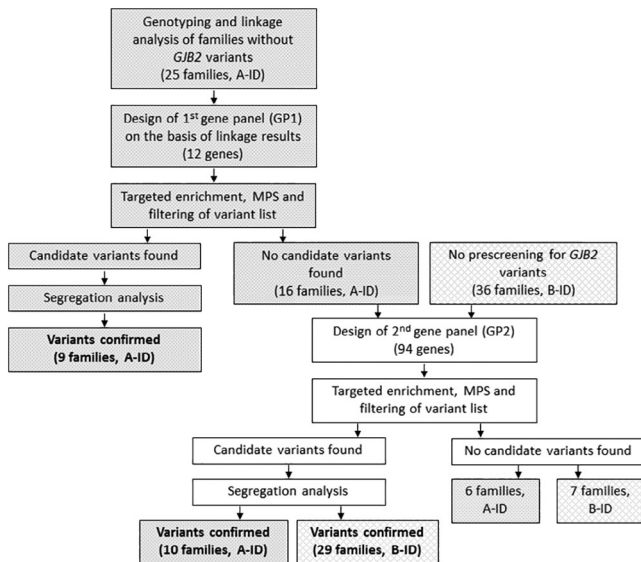 Genotyping and linkage
analysis of families without
GJB2 variants
(25 families, A-ID)
Design of 1st gene panel (GP1)
on the basis of linkage results
(12 genes)
Targeted enrichment, MPS and
filtering of variant list
Candidate variants found
Segregation analysis
Variants confirmed
(9 families, A-ID)
No candidate variants
found
(16 families, A-ID)
No prescreening for GJB2
variants
(36 families, B-ID)
Design of 2nd gene panel (GP2)
(94 genes)
Targeted enrichment, MPS and
filtering of variant list
Candidate variants found
Segregation analysis
Variants confirmed
(10 families, A-ID)
Variants confirmed
(29 families, B-ID)
No candidate variants found
6 families,
A-ID
7 families,
B-ID